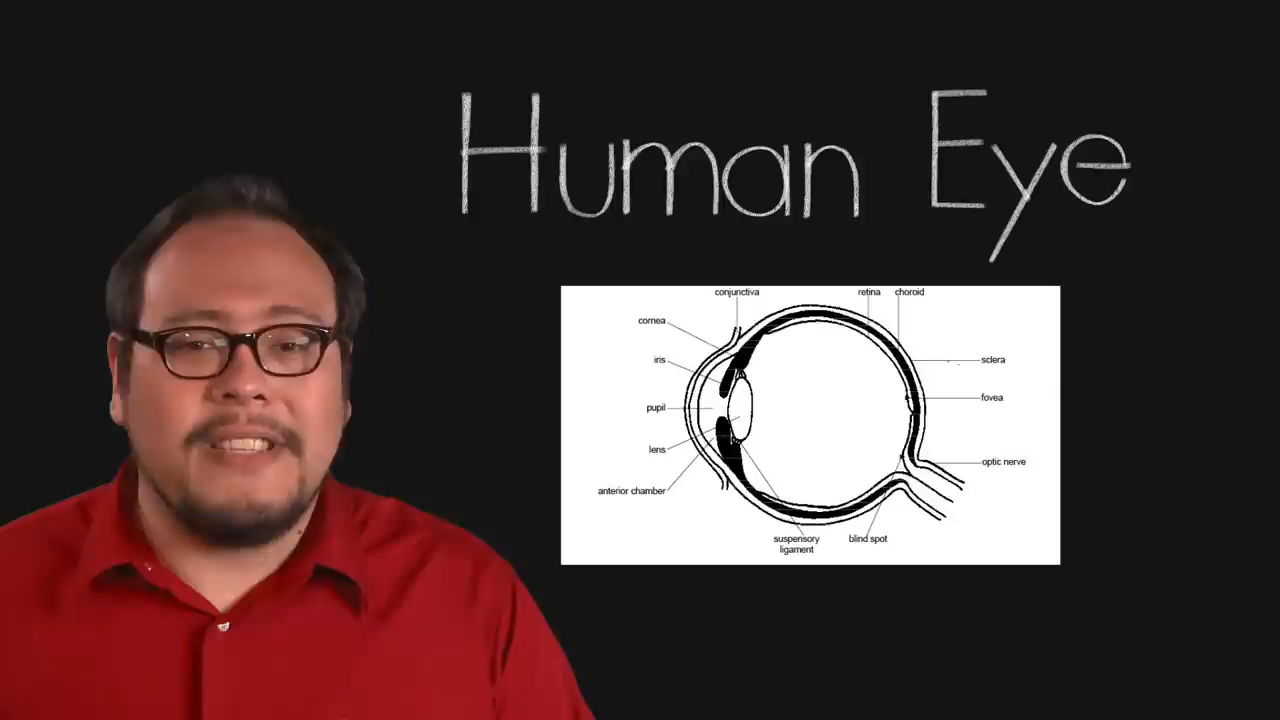 Human Eye
conjunctiva
retina
choroid
cornea
iris
sclera
pupil
fovea
lens
optic nerve
anterior chamber
suspensory
ligament
blind spot